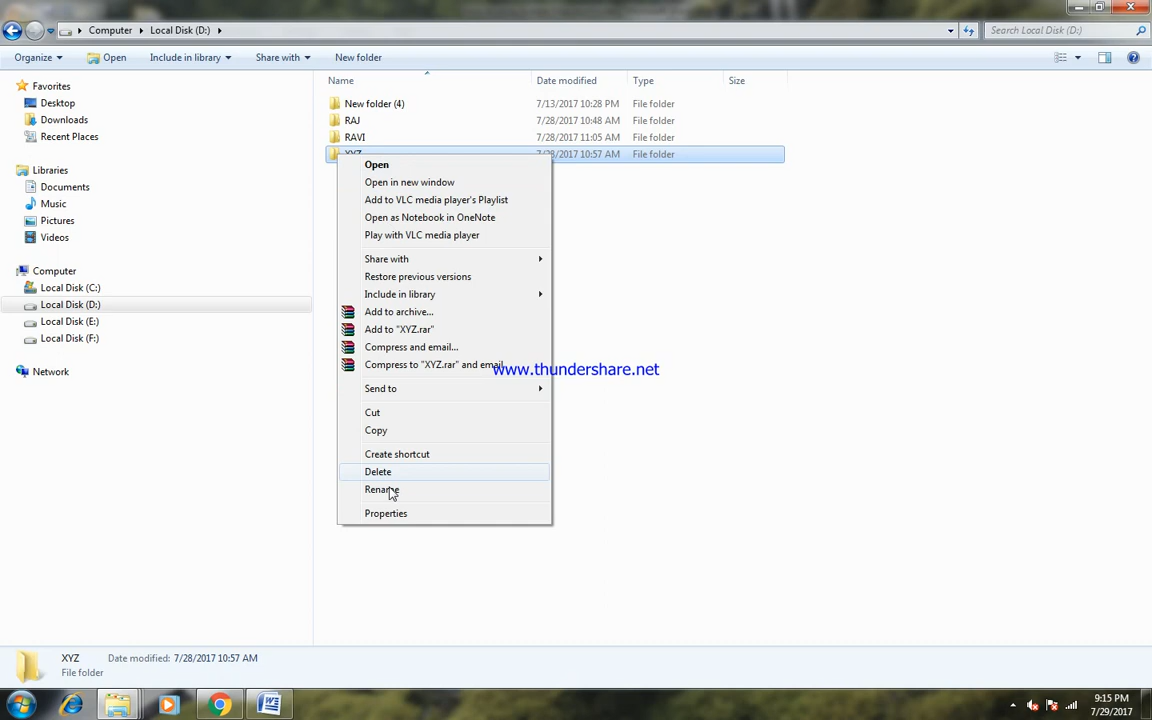 Computer Local Disk (D:)
Search Local Disk (D:)
Organize Open Include in library Share with New folder
Name Date modified Type Size
Favorites
Desktop
Downloads
Recent Places
Libraries
Documents
Music
Pictures
Videos
Computer
Local Disk (C:)
Local Disk (D:)
Local Disk (E:)
Local Disk (F:)
Network
New folder (4) 7/13/2017 10:28 PM File folder
RAJ 7/28/2017 10:48 AM File folder
RAVI 7/28/2017 11:05 AM File folder
XYZ 7/28/2017 10:57 AM File folder
Open
Open in new window
Add to VLC media player's Playlist
Open as Notebook in OneNote
Play with VLC media player
Share with
Restore previous versions
Include in library
Add to archive...
Add to "XYZ.rar"
Compress and email...
Compress to "XYZ.rar" and email
www.thundershare.net
Send to
Cut
Copy
Create shortcut
Delete
Rename
Properties
XYZ Date modified: 7/28/2017 10:57 AM
File folder
9:15 PM
7/29/2017